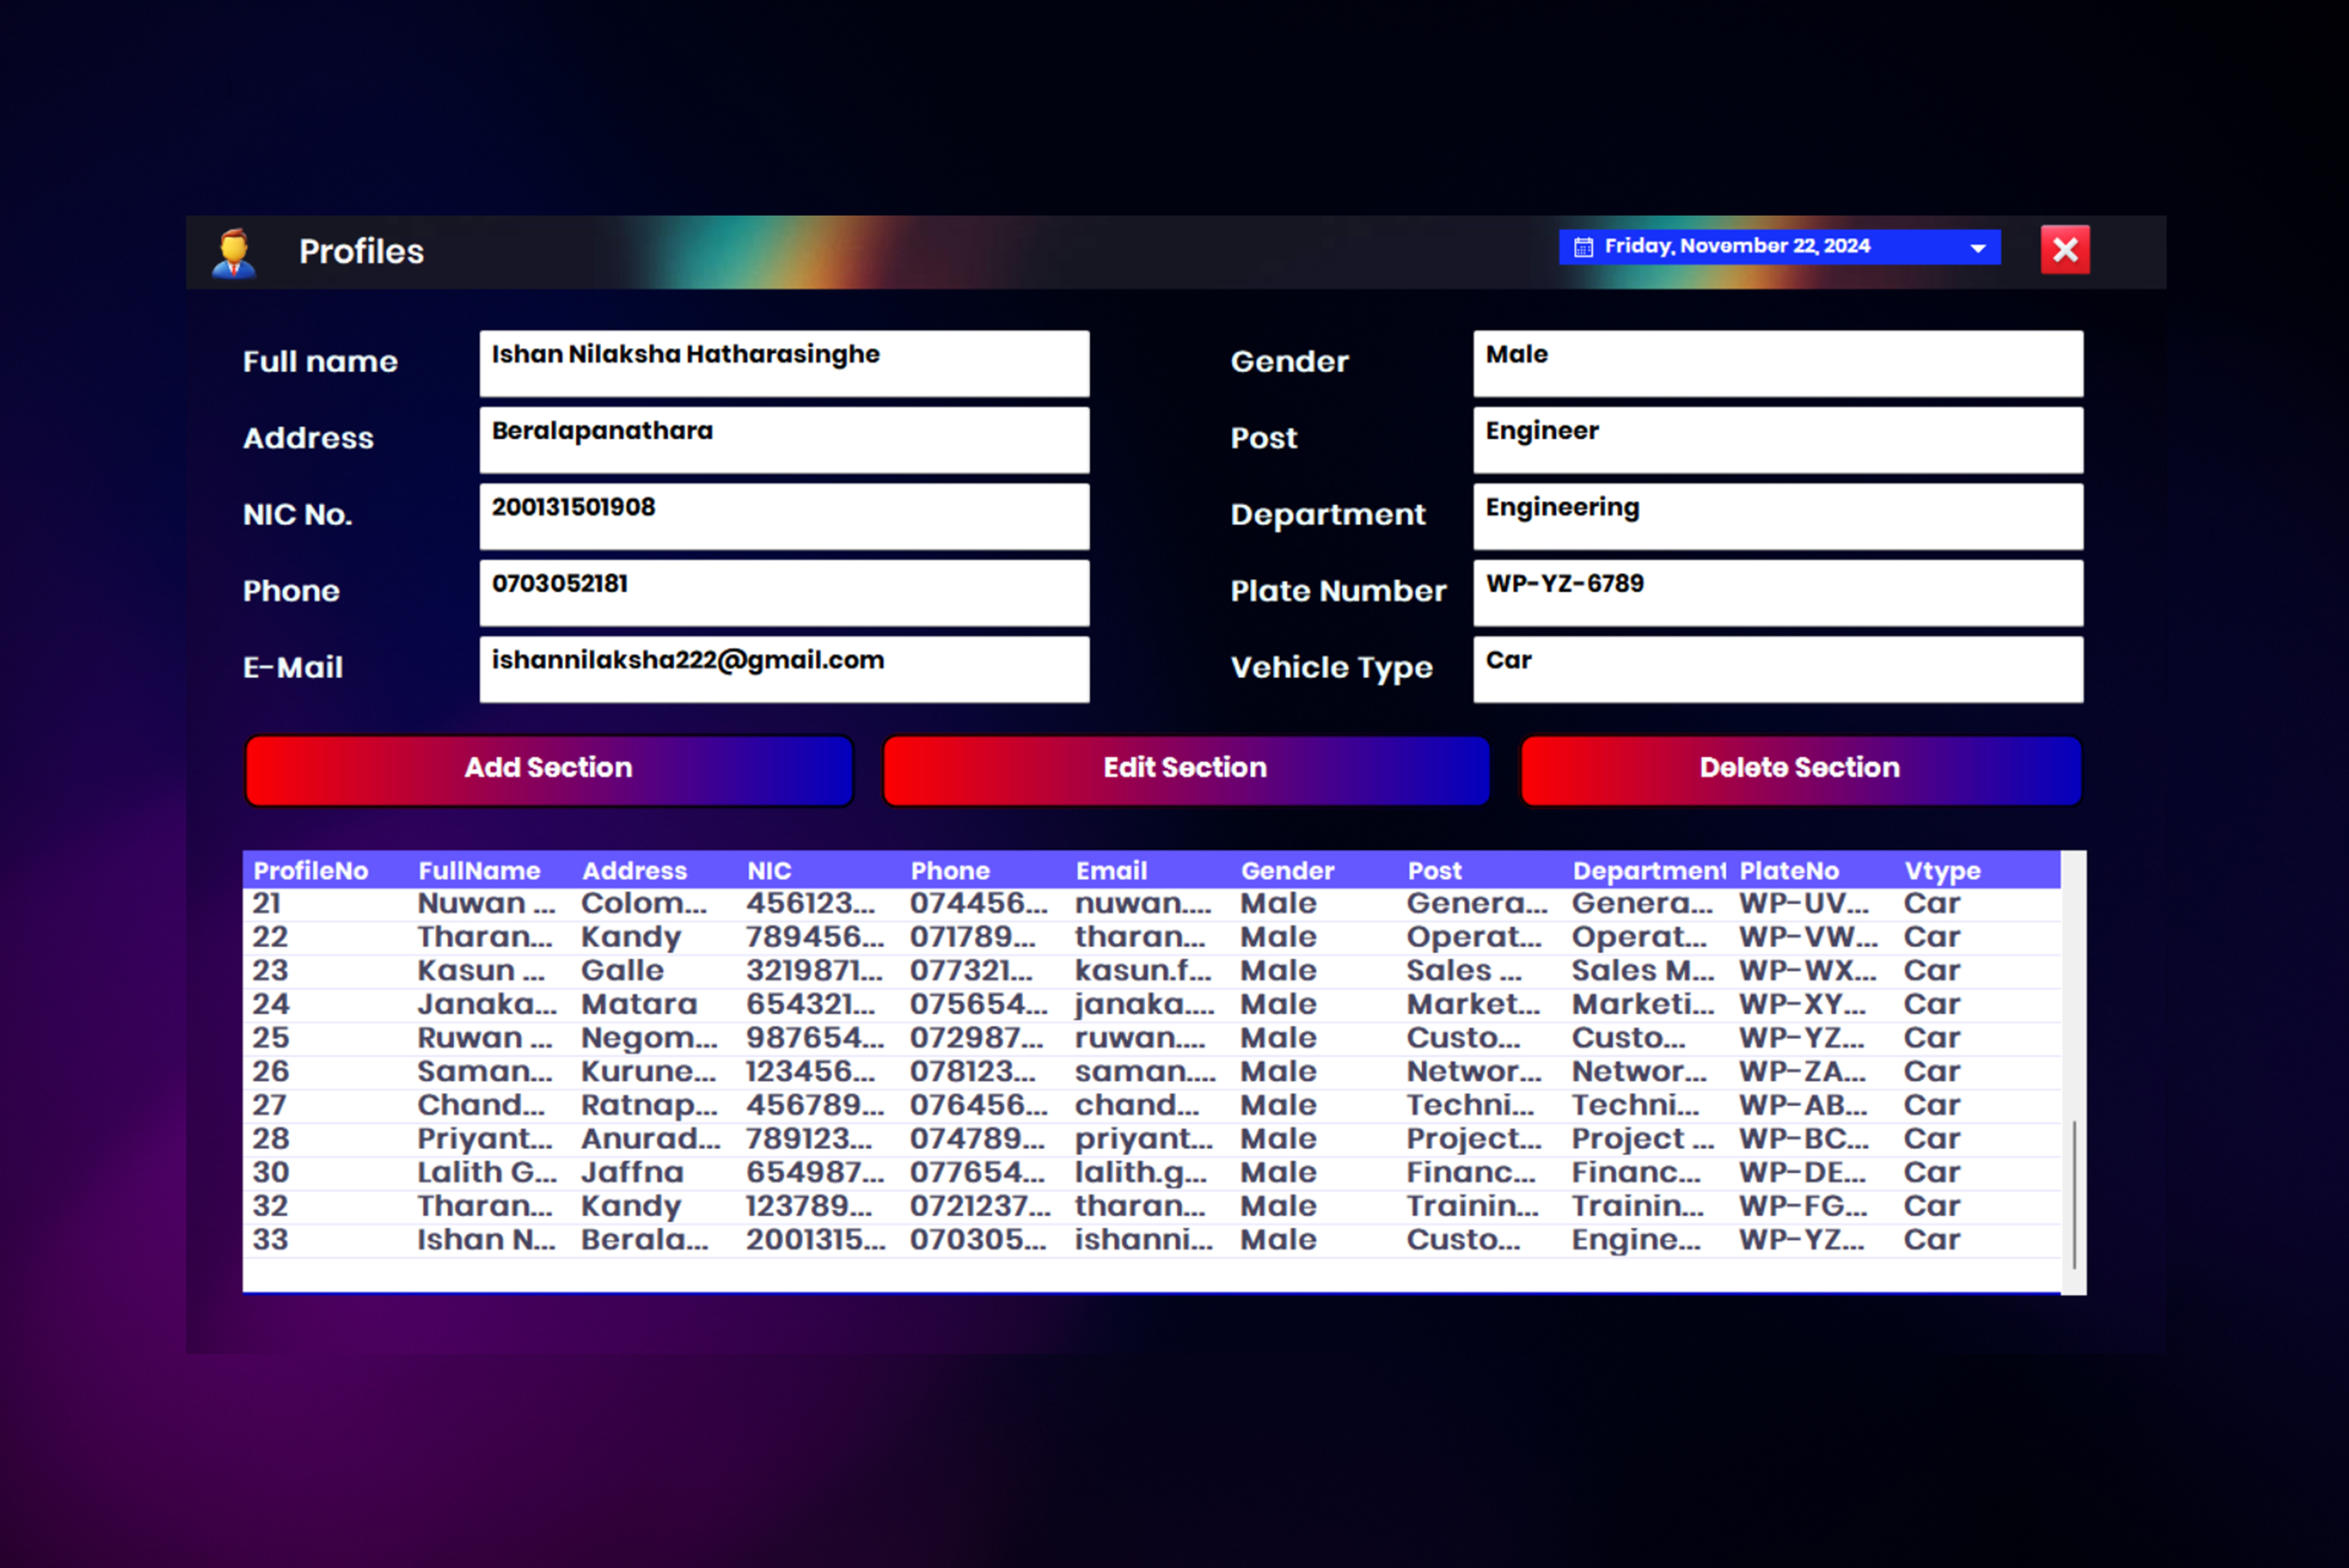 Profiles
Friday, November 22, 2024
Full name Ishan Nilaksha Hatharasinghe Gender Male
Address Beralapanathara Post Engineer
NIC No. 200131501908 Department Engineering
Phone 0703052181 Plate Number WP-YZ-6789
E-Mail ishannilaksha222@gmail.com Vehicle Type Car
Add Section Edit Section Delete Section
ProfileNo FullName Address NIC Phone Email Gender Post Department PlateNo Vtype
21 Nuwan ... Colom... 456123... 074456... nuwan.... Male Genera... Genera... WP-UV... Car
22 Tharan... Kandy 789456... 071789... tharan... Male Operat... Operat... WP-VW... Car
23 Kasun ... Galle 3219871... 077321... kasun.f... Male Sales ... Sales M... WP-WX... Car
24 Janaka... Matara 654321... 075654... janaka.... Male Market... Marketi... WP-XY... Car
25 Ruwan ... Negom... 987654... 072987... ruwan.... Male Custo... Custo... WP-YZ... Car
26 Saman... Kurune... 123456... 078123... saman.... Male Networ... Networ... WP-ZA... Car
27 Chand... Ratnap... 456789... 076456... chand... Male Techni... Techni... WP-AB... Car
28 Priyant... Anurad... 789123... 074789... priyant... Male Project... Project ... WP-BC... Car
30 Lalith G... Jaffna 654987... 077654... lalith.g... Male Financ... Financ... WP-DE... Car
32 Tharan... Kandy 123789... 0721237... tharan... Male Trainin... Trainin... WP-FG... Car
33 Ishan N... Berala... 2001315... 070305... ishanni... Male Custo... Engine... WP-YZ... Car